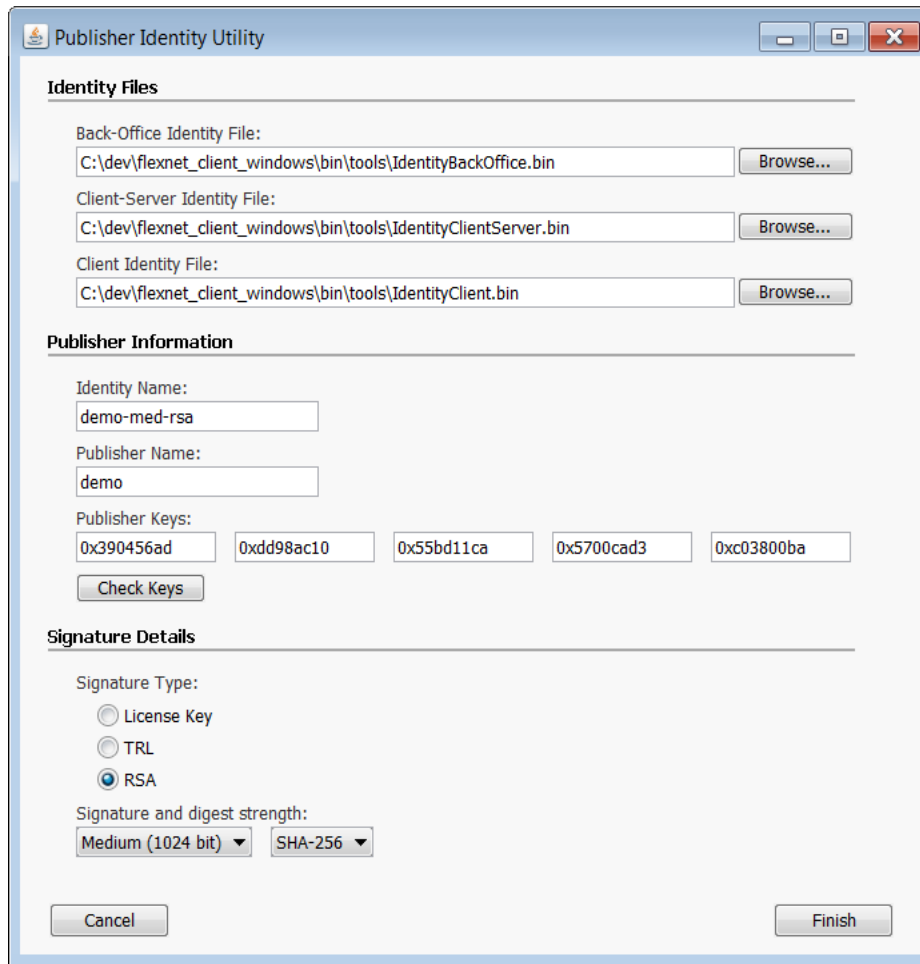 Publisher Identity Utility
Identity Files
Back-Office Identity File:
C:\dev\flexnet_client_windows\bin\tools\IdentityBackOffice.bin Browse...
Client-Server Identity File:
C:\dev\flexnet_client_windows\bin\tools\IdentityClientServer.bin Browse...
Client Identity File:
C:\dev\flexnet_client_windows\bin\tools\IdentityClient.bin Browse...
Publisher Information
Identity Name:
demo-med-rsa
Publisher Name:
demo
Publisher Keys:
0x390456ad 0xdd98ac10 0x55bd11ca 0x5700cad3 0xc03800ba
Check Keys
Signature Details
Signature Type:
License Key
TRL
RSA
Signature and digest strength:
Medium (1024 bit) SHA-256
Cancel Finish